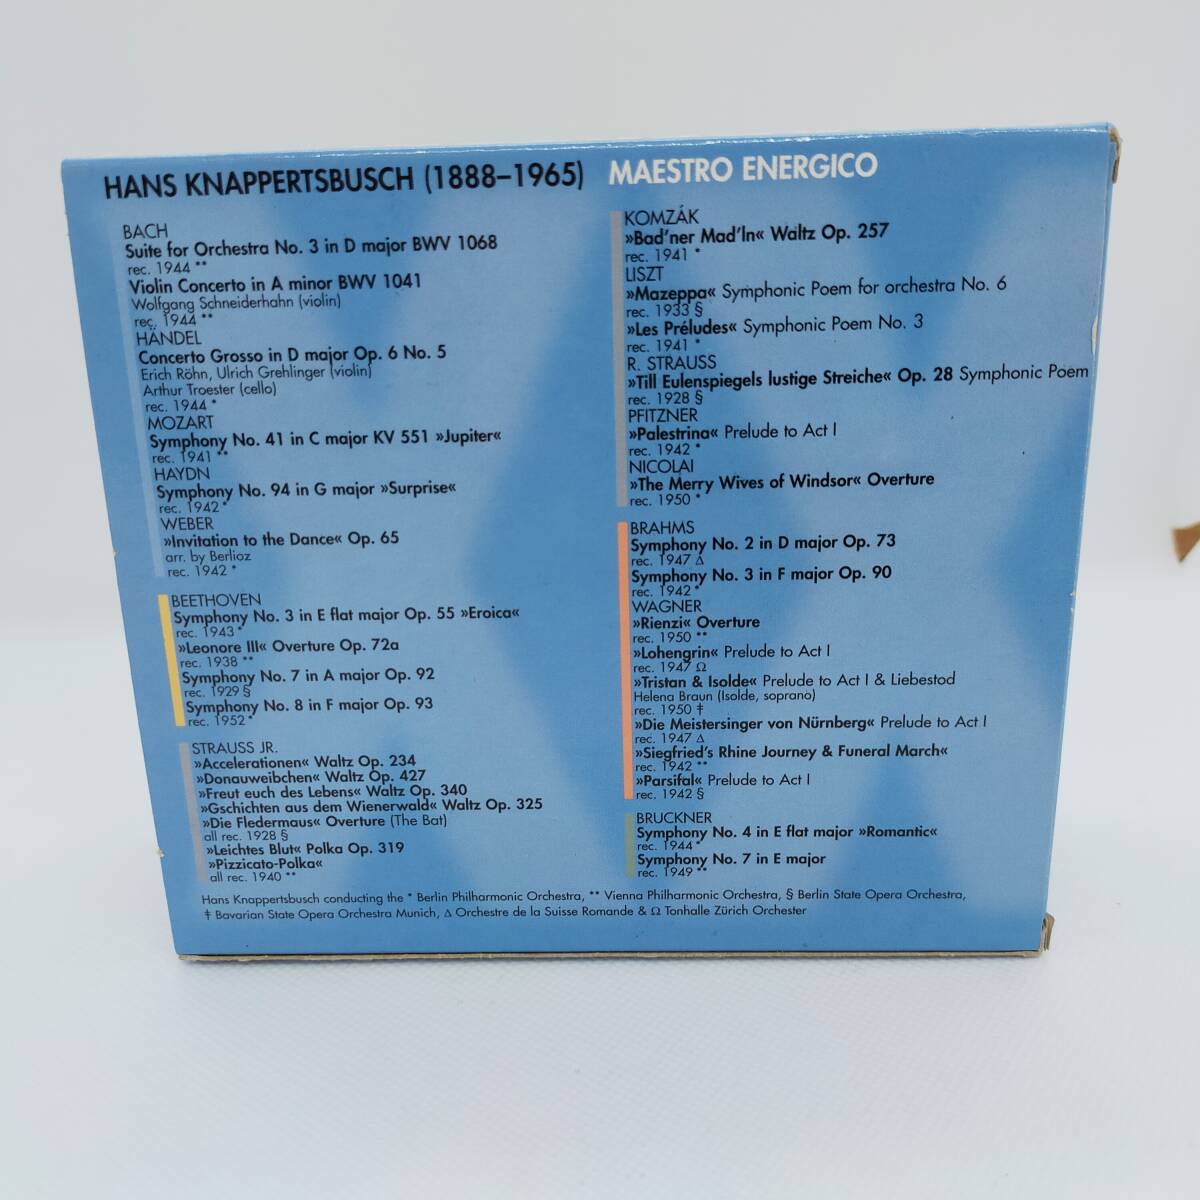 HANS KNAPPERTSBUSCH (1888–1965) MAESTRO ENERGICO
BACH
Suite for Orchestra No. 3 in D major BWV 1068
rec. 1944 **
Violin Concerto in A minor BWV 1041
Wolfgang Schneiderhahn (violin)
rec. 1944 **
HÄNDEL
Concerto Grosso in D major Op. 6 No. 5
Erich Röhn, Ulrich Grehlinger (violin)
Arthur Troester (cello)
rec. 1944 *
MOZART
Symphony No. 41 in C major KV 551 »Jupiter«
rec. 1941 **
HAYDN
Symphony No. 94 in G major »Surprise«
rec. 1942 *
WEBER
»Invitation to the Dance« Op. 65
arr. by Berlioz
rec. 1942 *
BEETHOVEN
Symphony No. 3 in E flat major Op. 55 »Eroica«
rec. 1943 *
»Leonore III« Overture Op. 72a
rec. 1938 **
Symphony No. 7 in A major Op. 92
rec. 1929 §
Symphony No. 8 in F major Op. 93
rec. 1952 *
STRAUSS JR.
»Accelerationen« Waltz Op. 234
»Donauweibchen« Waltz Op. 427
»Freut euch des Lebens« Waltz Op. 340
»Gschichten aus dem Wienerwald« Waltz Op. 325
»Die Fledermaus« Overture (The Bat)
all rec. 1928 §
»Leichtes Blut« Polka Op. 319
»Pizzicato-Polka«
all rec. 1940 **
KOMZÁK
»Bad'ner Mad'ln« Waltz Op. 257
rec. 1941 *
LISZT
»Mazeppa« Symphonic Poem for orchestra No. 6
rec. 1933 §
»Les Préludes« Symphonic Poem No. 3
rec. 1941 *
R. STRAUSS
»Till Eulenspiegels lustige Streiche« Op. 28 Symphonic Poem
rec. 1928 §
PFITZNER
»Palestrina« Prelude to Act I
rec. 1942 *
NICOLAI
»The Merry Wives of Windsor« Overture
rec. 1950 *
BRAHMS
Symphony No. 2 in D major Op. 73
rec. 1947 Δ
Symphony No. 3 in F major Op. 90
rec. 1942 *
WAGNER
»Rienzi« Overture
rec. 1950 **
»Lohengrin« Prelude to Act I
rec. 1947 Ω
»Tristan & Isolde« Prelude to Act I & Liebestod
Helena Braun (Isolde, soprano)
rec. 1950 ‡
»Die Meistersinger von Nürnberg« Prelude to Act I
rec. 1947 Δ
»Siegfried's Rhine Journey & Funeral March«
rec. 1942 **
»Parsifal« Prelude to Act I
rec. 1942 §
BRUCKNER
Symphony No. 4 in E flat major »Romantic«
rec. 1944 *
Symphony No. 7 in E major
rec. 1949 **
Hans Knappertsbusch conducting the * Berlin Philharmonic Orchestra, ** Vienna Philharmonic Orchestra, § Berlin State Opera Orchestra,
‡ Bavarian State Opera Orchestra Munich, Δ Orchestre de la Suisse Romande & Ω Tonhalle Zürich Orchester